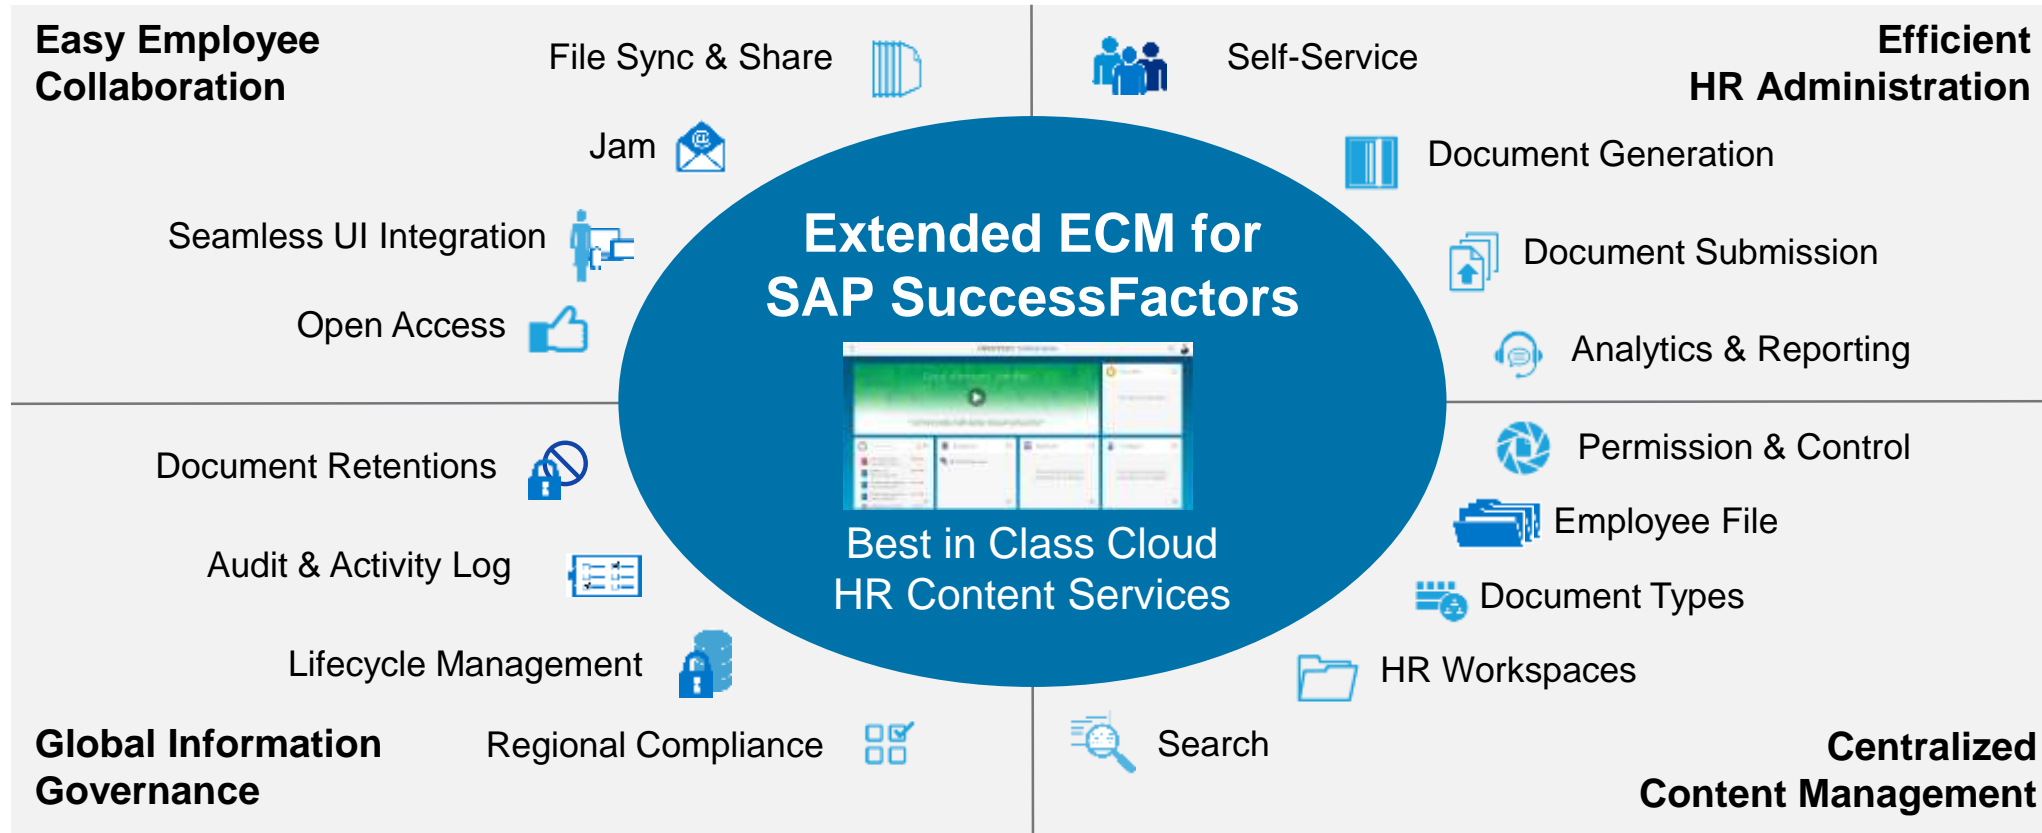 Easy Employee
Collaboration
File Sync & Share
Jam
Seamless UI Integration
Open Access
Self-Service
Efficient
HR Administration
Document Generation
Document Submission
Analytics & Reporting
Extended ECM for
SAP SuccessFactors
Best in Class Cloud
HR Content Services
Document Retentions
Audit & Activity Log
Lifecycle Management
Regional Compliance
Global Information
Governance
Permission & Control
Employee File
Document Types
HR Workspaces
Search
Centralized
Content Management